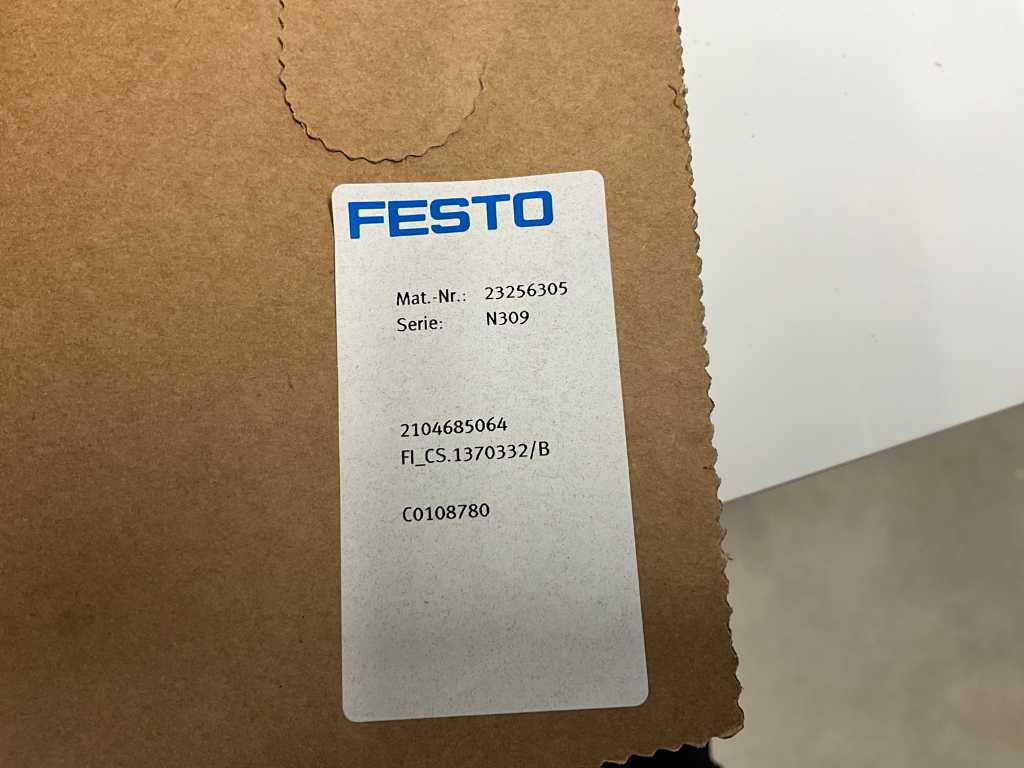 FESTO
Mat.-Nr.: 23256305
Serie: N309
2104685064
FI_CS.1370332/B
C0108780